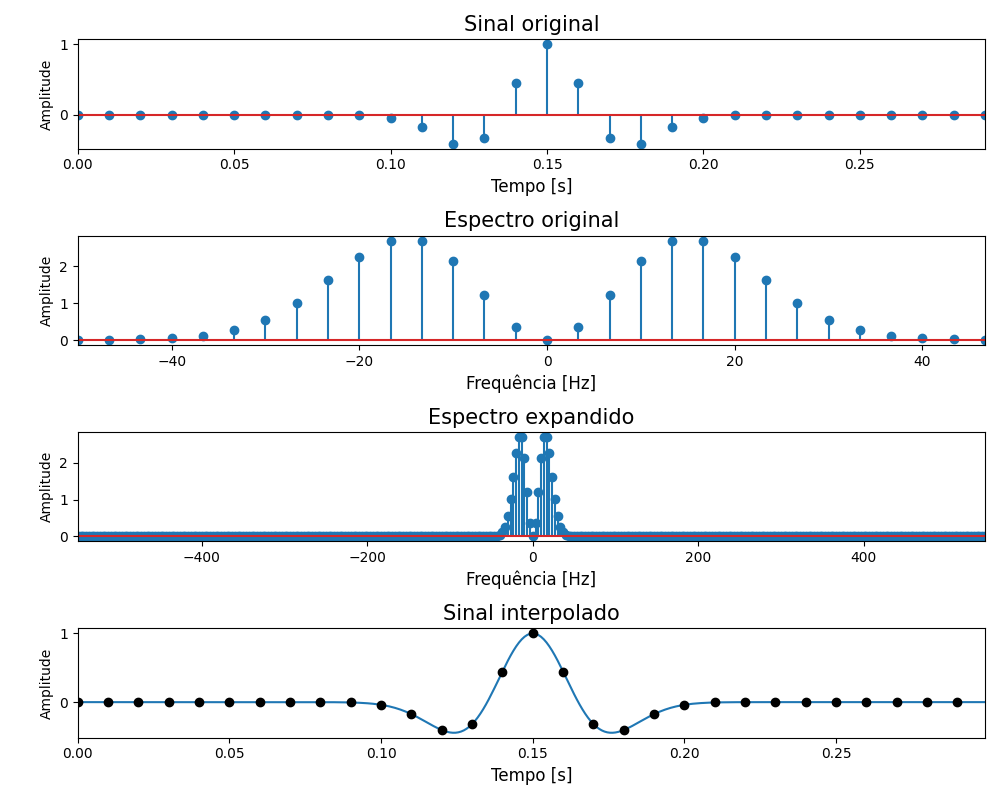 Sinal original
Amplitude
1
0
0.00 0.05 0.10 0.15 0.20 0.25
Tempo [s]
Espectro original
Amplitude
2
1
0
−40 −20 0 20 40
Frequência [Hz]
Espectro expandido
Amplitude
2
1
0
−400 −200 0 200 400
Frequência [Hz]
Sinal interpolado
Amplitude
1
0
0.00 0.05 0.10 0.15 0.20 0.25
Tempo [s]